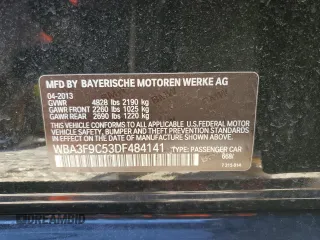 MFD BY BAYERISCHE MOTOREN WERKE AG
04-2013
GVWR 4828 lbs 2190 kg
GAWR FRONT 2260 lbs 1025 kg
GAWR REAR 2690 lbs 1220 kg
THIS VEHICLE CONFORMS TO ALL APPLICABLE
U.S. FEDERAL MOTOR VEHICLE SAFETY,
BUMPER AND THEFT PREVENTION STANDARDS IN EFFECT ON THE
DATE OF MANUFACTURE SHOWN ABOVE.
WBA3F9C53DF484141 TYPE: PASSENGER CAR
668/